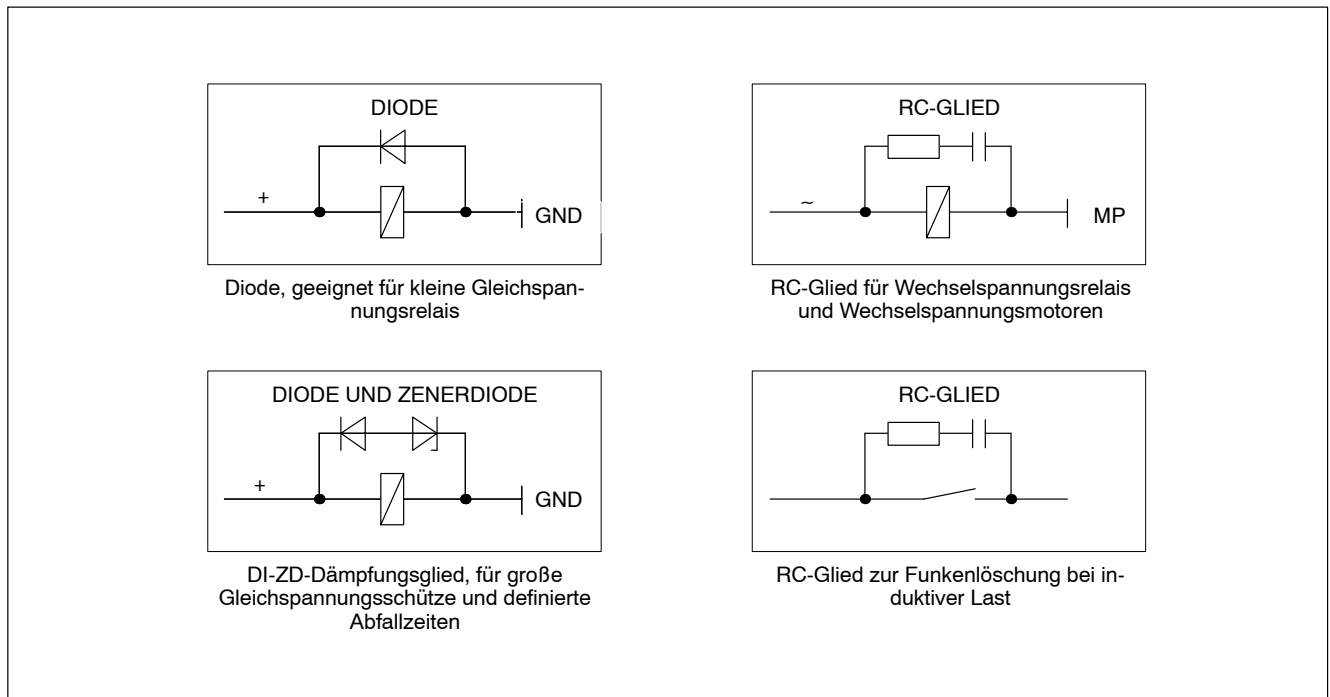 DIODE
+
GND
Diode, geeignet für kleine Gleichspan-
nungsrelais
RC-GLIED
~
MP
RC-Glied für Wechselspannungsrelais
und Wechselspannungsmotoren
DIODE UND ZENERDIODE
+
GND
DI-ZD-Dämpfungsglied, für große
Gleichspannungsschütze und definierte
Abfallzeiten
RC-GLIED
RC-Glied zur Funkenlöschung bei in-
duktiver Last